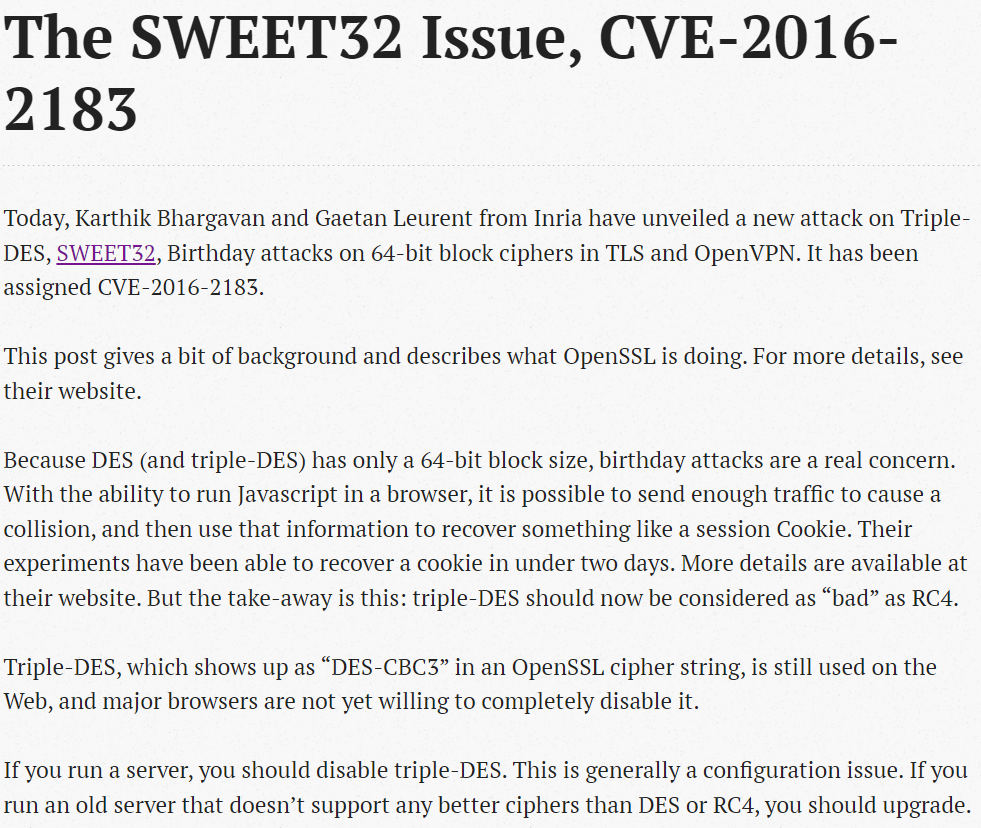 The SWEET32 Issue, CVE-2016-
2183
Today, Karthik Bhargavan and Gaetan Leurent from Inria have unveiled a new attack on Triple-
DES, SWEET32, Birthday attacks on 64-bit block ciphers in TLS and OpenVPN. It has been
assigned CVE-2016-2183.
This post gives a bit of background and describes what OpenSSL is doing. For more details, see
their website.
Because DES (and triple-DES) has only a 64-bit block size, birthday attacks are a real concern.
With the ability to run Javascript in a browser, it is possible to send enough traffic to cause a
collision, and then use that information to recover something like a session Cookie. Their
experiments have been able to recover a cookie in under two days. More details are available at
their website. But the take-away is this: triple-DES should now be considered as “bad” as RC4.
Triple-DES, which shows up as “DES-CBC3” in an OpenSSL cipher string, is still used on the
Web, and major browsers are not yet willing to completely disable it.
If you run a server, you should disable triple-DES. This is generally a configuration issue. If you
run an old server that doesn’t support any better ciphers than DES or RC4, you should upgrade.